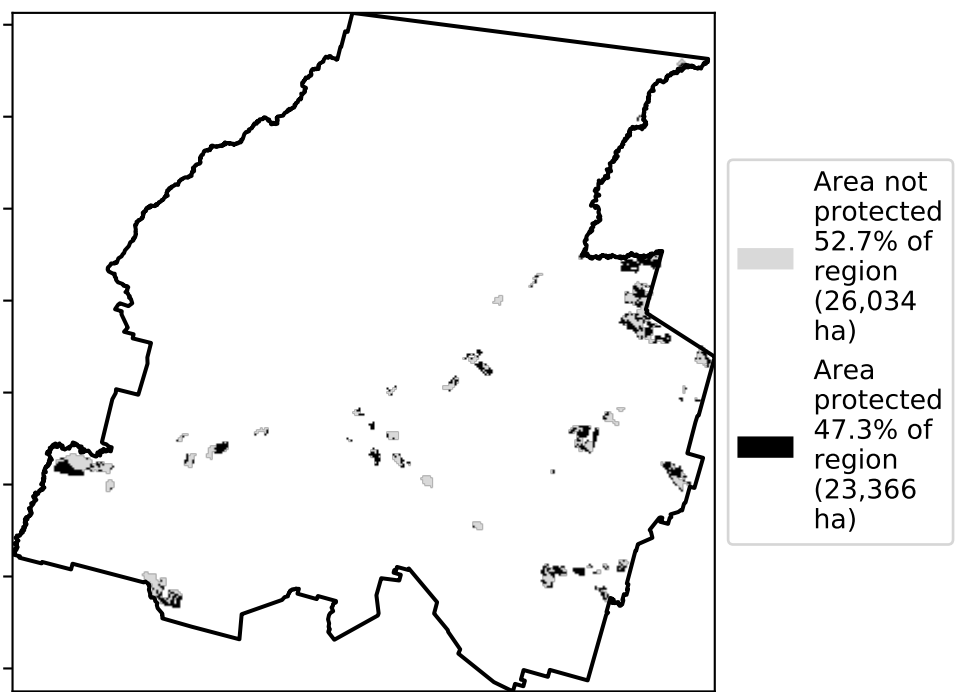 Area not
protected
52.7% of
region
(26,034
ha)
Area
protected
47.3% of
region
(23,366
ha)